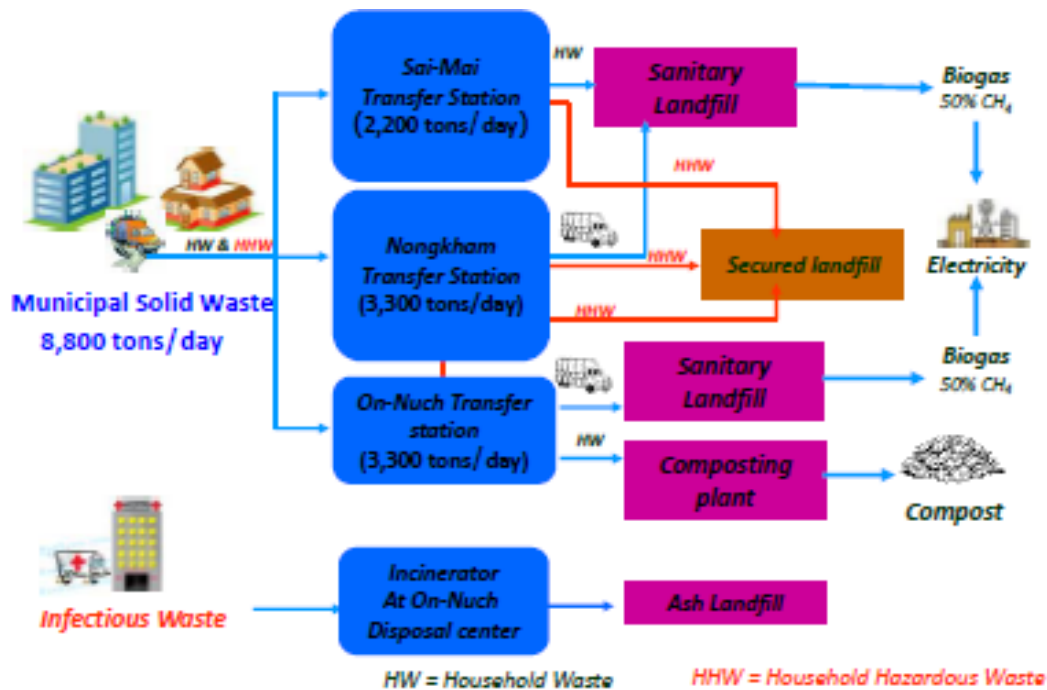 Sai-Mai
Transfer Station
(2,200 tons/day)
HW
Sanitary
Landfill
Biogas
50% CH₄
HHW
HW & HHW
Nongkham
Transfer Station
(3,300 tons/day)
HHW
Secured landfill
Electricity
HHW
Municipal Solid Waste
8,800 tons/day
On-Nuch Transfer
station
(3,300 tons/day)
HW
Sanitary
Landfill
Biogas
50% CH₄
Composting
plant
Compost
Infectious Waste
Incinerator
At On-Nuch
Disposal center
Ash Landfill
HW = Household Waste
HHW = Household Hazardous Waste